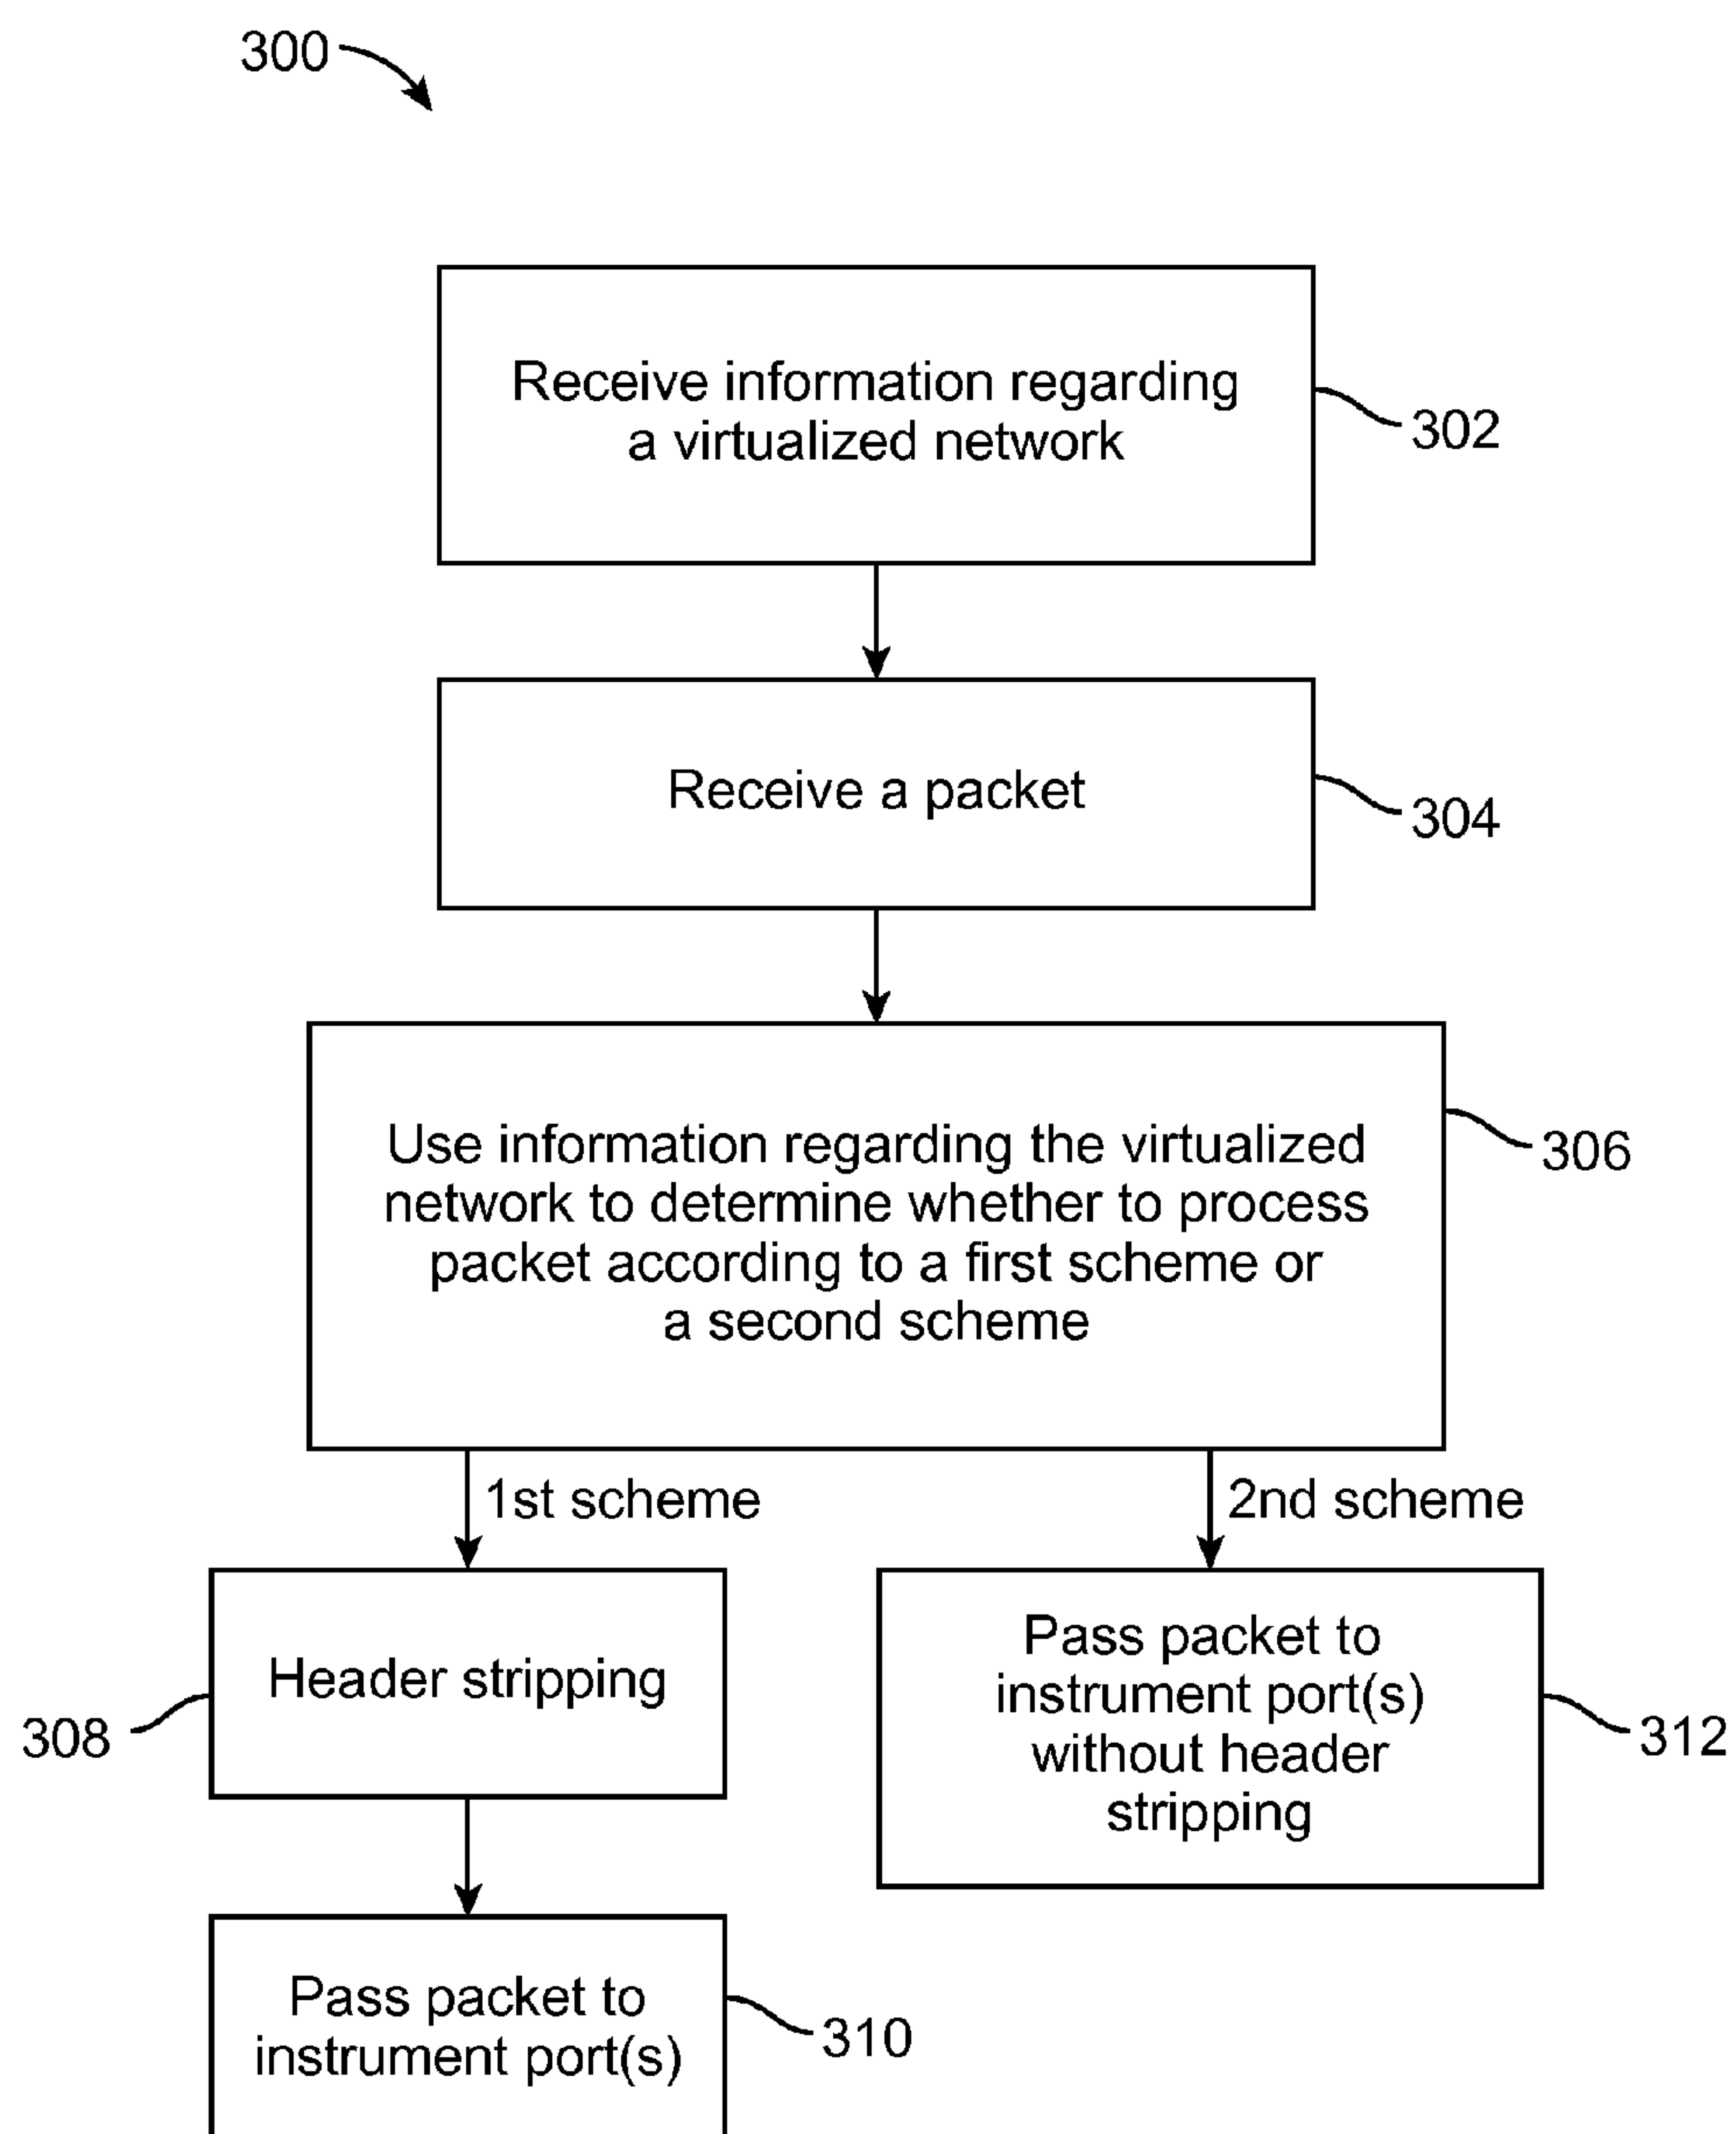 300
Receive information regarding
a virtualized network
302
Receive a packet
304
Use information regarding the virtualized
network to determine whether to process
packet according to a first scheme or
a second scheme
306
1st scheme
2nd scheme
Header stripping
308
Pass packet to
instrument port(s)
without header
stripping
312
Pass packet to
instrument port(s)
310